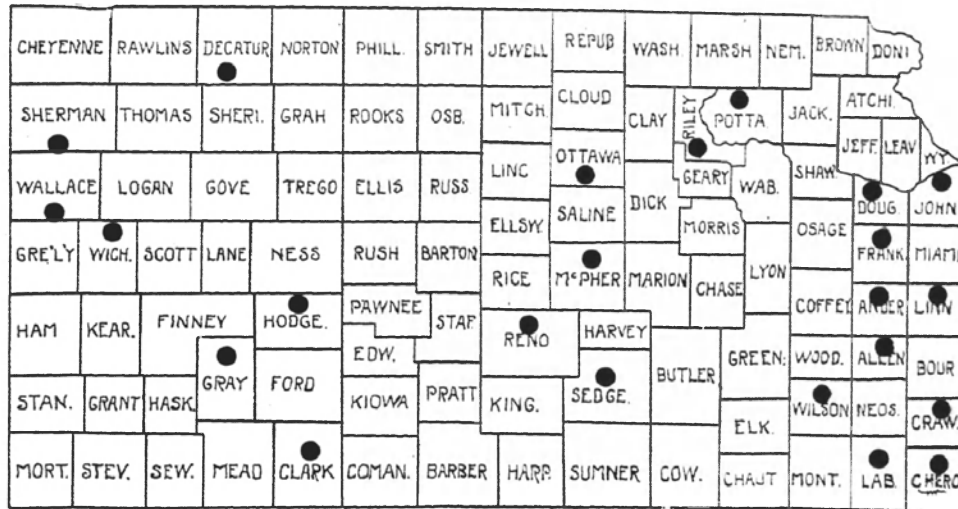 CHEYENNE RAWLINS DECATUR NORTON PHILL. SMITH JEWELL REPUB WASH. MARSH NEM. BROWN DONI
SHERMAN THOMAS SHERI. GRAH ROOKS OSB. MITCH. CLOUD CLAY RILEY POTTA. JACK. ATCHI.
JEFF. LEAV WY
WALLACE LOGAN GOVE TREGO ELLIS RUSS LINC OTTAWA GEARY WAB. SHAW. DOUG. JOHN.
GRE'L'Y WICH. SCOTT LANE NESS RUSH BARTON ELLSW. SALINE DICK MORRIS OSAGE FRANK. MIAMI
RICE McPHER MARION CHASE LYON
HAM KEAR. FINNEY HODGE. PAWNEE STAF. RENO HARVEY COFFEY ANDER LINN
GRAY FORD EDW. SEDGE. BUTLER GREEN. WOOD. ALLEN BOUR
STAN. GRANT HASK. KIOWA PRATT KING. ELK. WILSON NEOS. CRAW.
MORT. STEV. SEW. MEAD CLARK COMAN. BARBER HARP. SUMNER COW. CHAUT MONT. LAB. CHERO